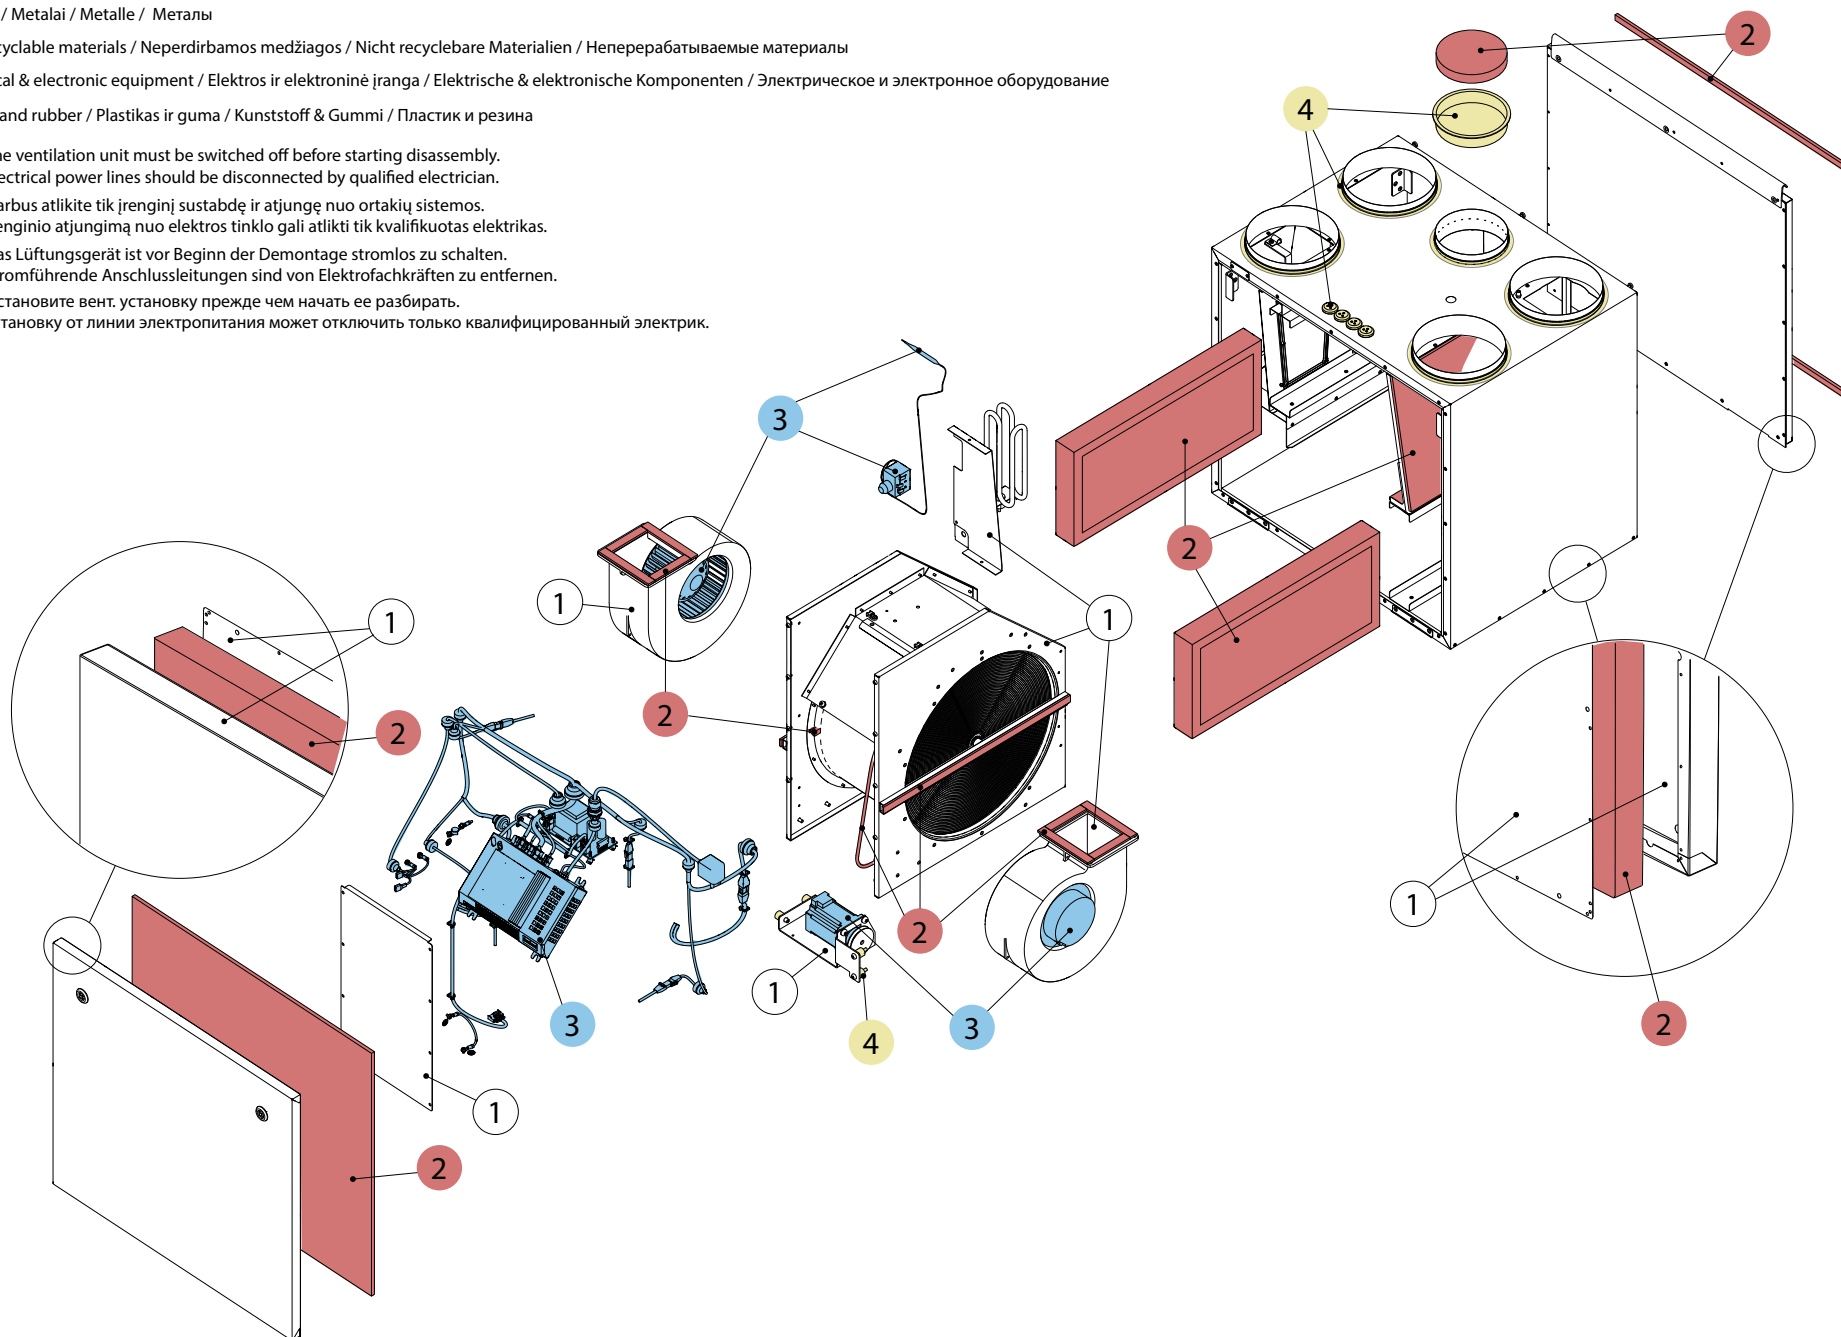 / Metalai / Metalle / Металы
cyclable materials / Neperdirbamos medžiagos / Nicht recyclebare Materialien / Неперерабатываемые материалы
cal & electronic equipment / Elektros ir elektroninė įranga / Elektrische & elektronische Komponenten / Электрическое и электронное оборудование
and rubber / Plastikas ir guma / Kunststoff & Gummi / Пластик и резина
he ventilation unit must be switched off before starting disassembly.
lectrical power lines should be disconnected by qualified electrician.
arbus atlikite tik įrenginį sustabdę ir atjungę nuo ortakių sistemos.
enginio atjungimą nuo elektros tinklo gali atlikti tik kvalifikuotas elektrikas.
as Lüftungsgerät ist vor Beginn der Demontage stromlos zu schalten.
romführende Anschlussleitungen sind von Elektrofachkräften zu entfernen.
становите вент. установку прежде чем начать ее разбирать.
тановку от линии электропитания может отключить только квалифицированный электрик.
2
4
3
2
1
1
1
2
2
2
1
2
3
1
4
3
2
1
2